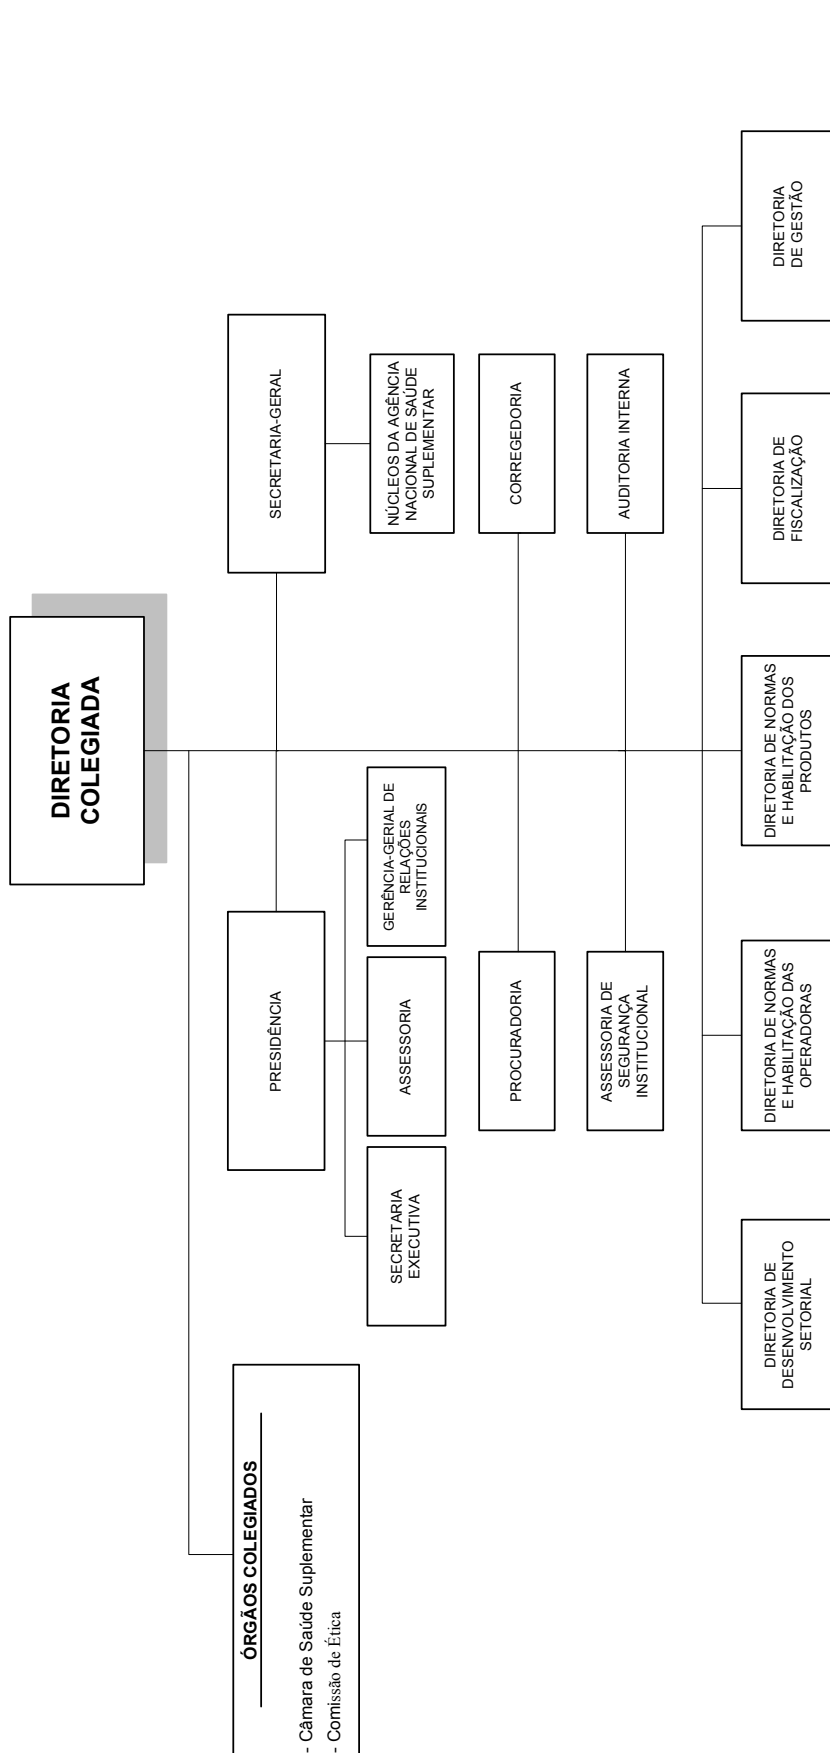 DIRETORIA
COLEGIADA
ÓRGÃOS COLEGIADOS
- Câmara de Saúde Suplementar
- Comissão de Ética
PRESIDÊNCIA
SECRETARIA-GERAL
SECRETARIA
EXECUTIVA
ASSESSORIA
GERÊNCIA-GERIAL DE
RELAÇÕES
INSTITUCIONAIS
NÚCLEOS DA AGÊNCIA
NACIONAL DE SAÚDE
SUPLEMENTAR
PROCURADORIA
CORREGEDORIA
ASSESSORIA DE
SEGURANÇA
INSTITUCIONAL
AUDITORIA INTERNA
DIRETORIA DE
DESENVOLVIMENTO
SETORIAL
DIRETORIA DE NORMAS
E HABILITAÇÃO DAS
OPERADORAS
DIRETORIA DE NORMAS
E HABILITAÇÃO DOS
PRODUTOS
DIRETORIA DE
FISCALIZAÇÃO
DIRETORIA
DE GESTÃO